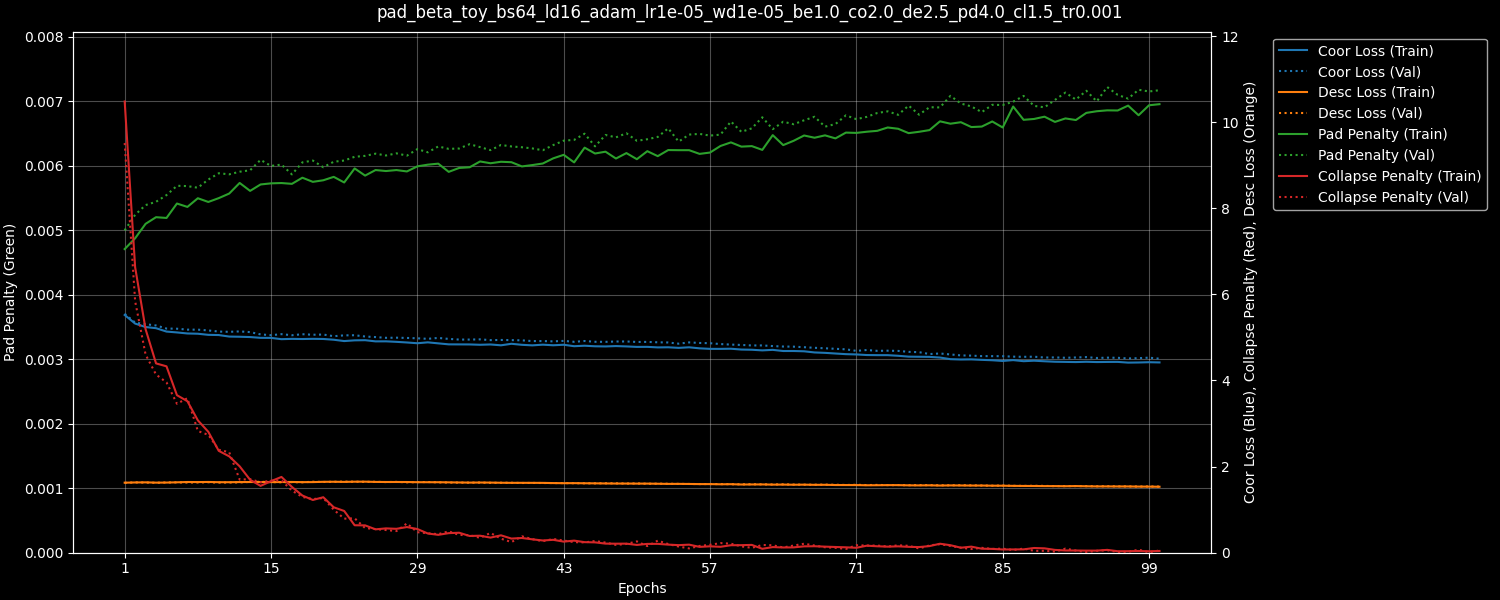 pad_beta_toy_bs64_ld16_adam_lr1e-05_wd1e-05_be1.0_co2.0_de2.5_pd4.0_cl1.5_tr0.001
Pad Penalty (Green)
0.008
0.007
0.006
0.005
0.004
0.003
0.002
0.001
0.000
1
15
29
43
57
71
85
99
Epochs
12
10
8
6
4
2
0
Coor Loss (Blue), Collapse Penalty (Red), Desc Loss (Orange)
Coor Loss (Train)
Coor Loss (Val)
Desc Loss (Train)
Desc Loss (Val)
Pad Penalty (Train)
Pad Penalty (Val)
Collapse Penalty (Train)
Collapse Penalty (Val)